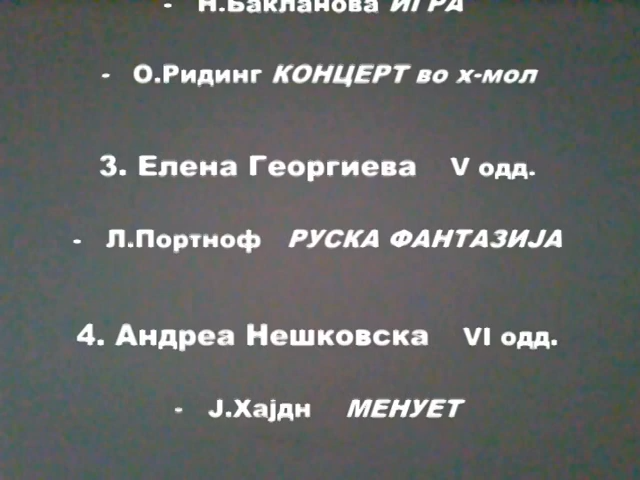 - Н.Бакланова ИГРА
- О.Ридинг КОНЦЕРТ во х-мол
3. Елена Георгиева V одд.
- Л.Портноф РУСКА ФАНТАЗИЈА
4. Андреа Нешковска VI одд.
- Ј.Хајдн МЕНУЕТ